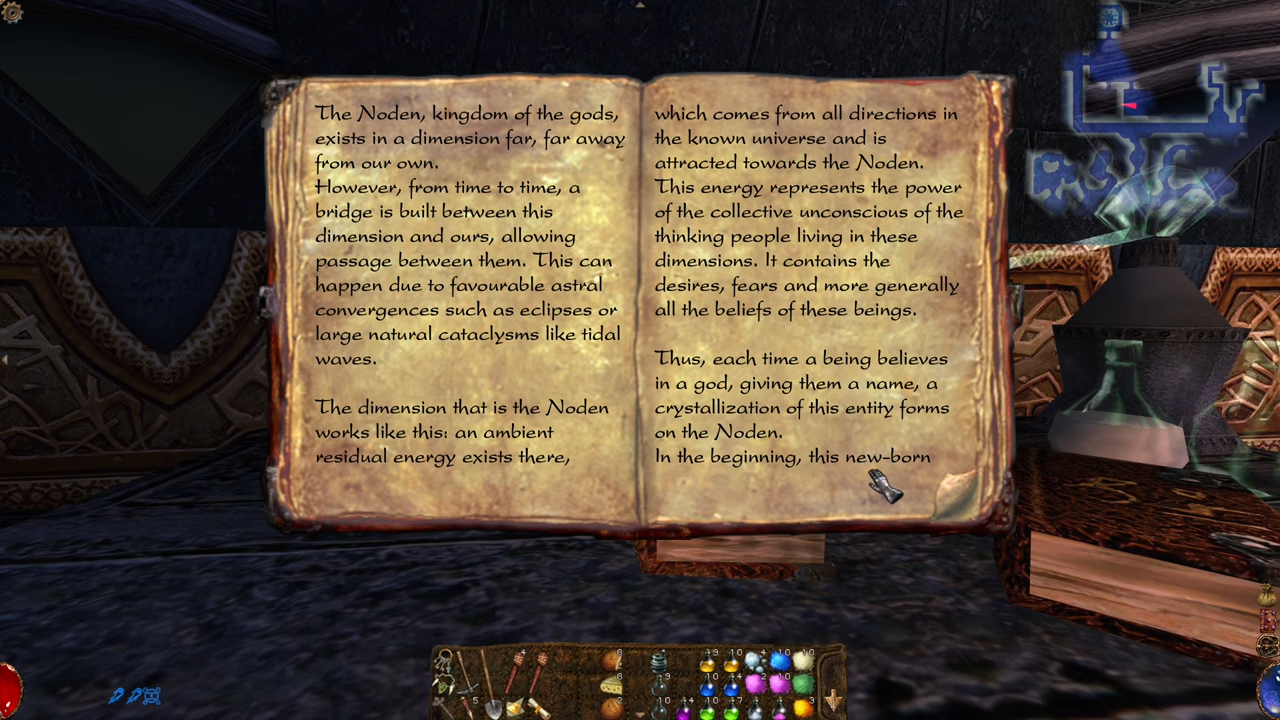 The Noden, kingdom of the gods,
exists in a dimension far, far away
from our own.
However, from time to time, a
bridge is built between this
dimension and ours, allowing
passage between them. This can
happen due to favourable astral
convergences such as eclipses or
large natural cataclysms like tidal
waves.
The dimension that is the Noden
works like this: an ambient
residual energy exists there,
which comes from all directions in
the known universe and is
attracted towards the Noden.
This energy represents the power
of the collective unconscious of the
thinking people living in these
dimensions. It contains the
desires, fears and more generally
all the beliefs of these beings.
Thus, each time a being believes
in a god, giving them a name, a
crystallization of this entity forms
on the Noden.
In the beginning, this new-born